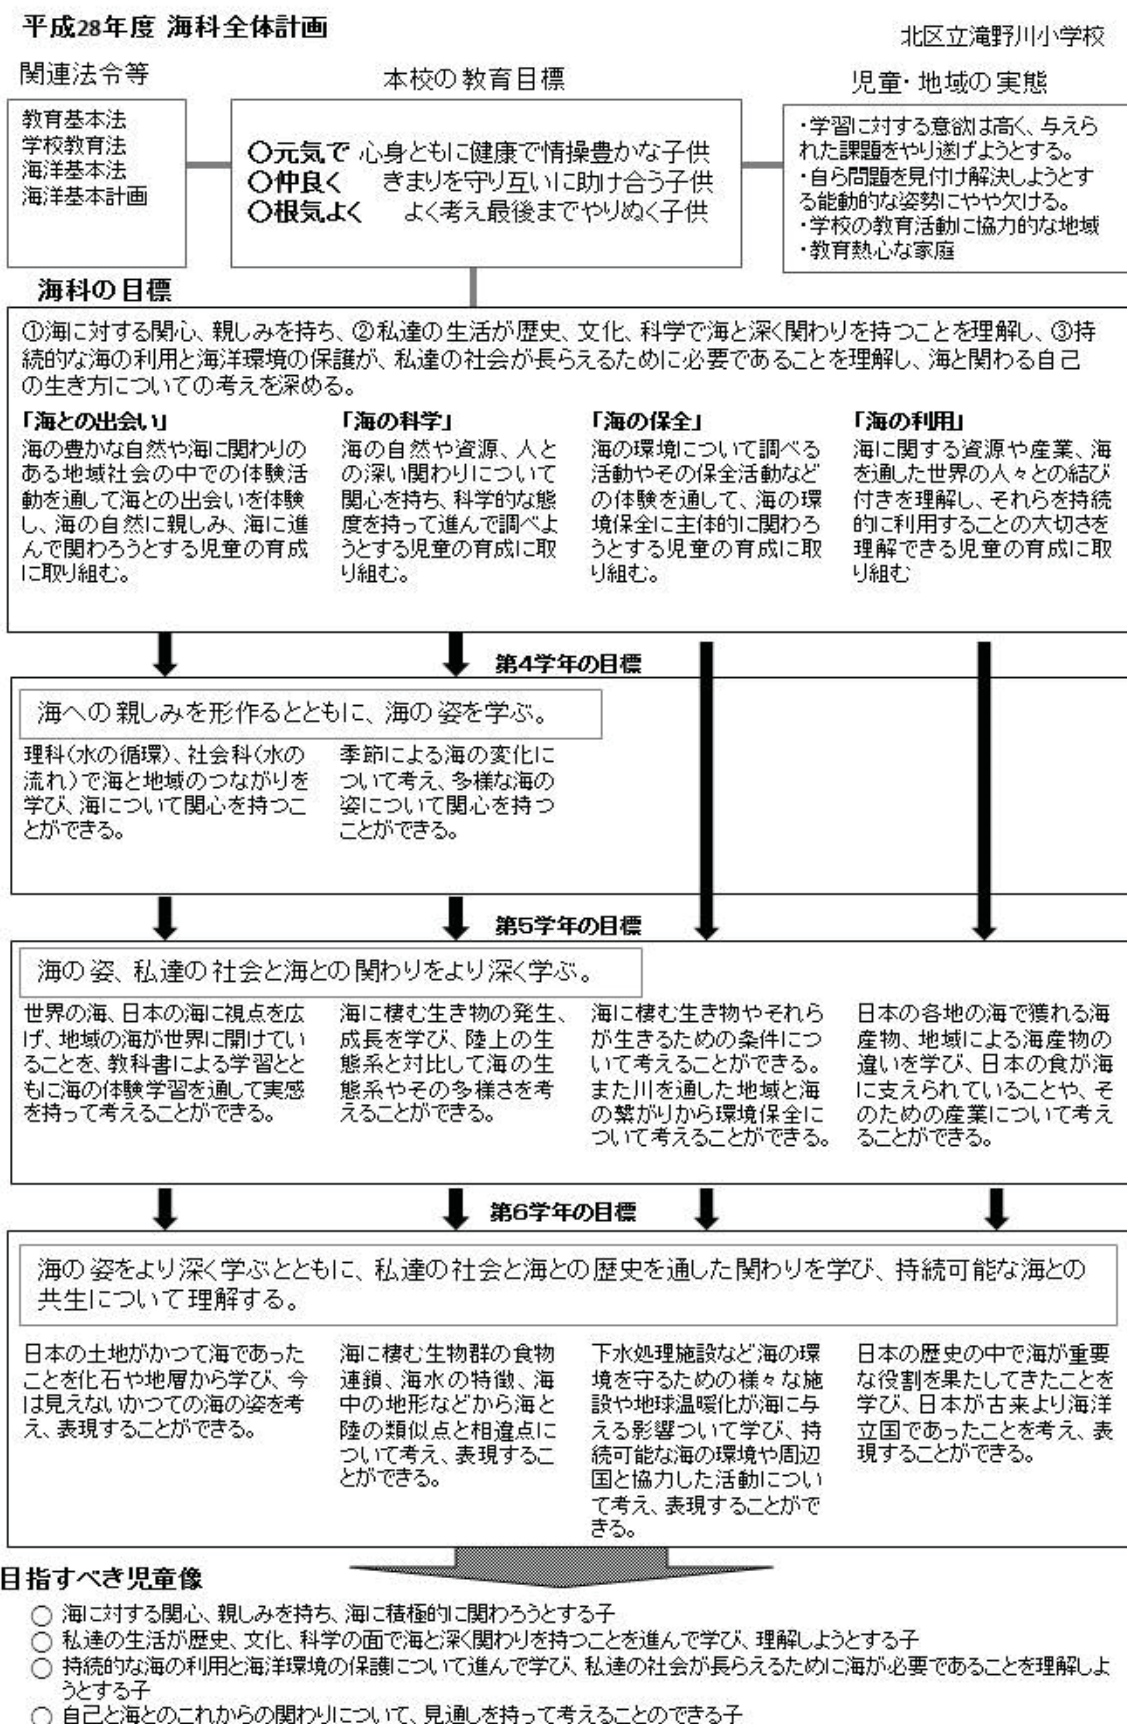 平成28年度 海科全体計画
北区立滝野川小学校
関連法令等
教育基本法
学校教育法
海洋基本法
海洋基本計画
本校の教育目標
○元気で 心身ともに健康で情操豊かな子供
○仲良く きまりを守り互いに助け合う子供
○根気よく よく考え最後までやりぬく子供
児童・地域の実態
・学習に対する意欲は高く、与えら
れた課題をやり遂げようとする。
・自ら問題を見付け解決しようとす
る能動的な姿勢にやや欠ける。
・学校の教育活動に協力的な地域
・教育熱心な家庭
海科の目標
①海に対する関心、親しみを持ち、②私達の生活が歴史、文化、科学で海と深く関わりを持つことを理解し、③持
続的な海の利用と海洋環境の保護が、私達の社会が長らえるために必要であることを理解し、海と関わる自己
の生き方についての考えを深める。
「海との出会い」
海の豊かな自然や海に関わりの
ある地域社会の中での体験活
動を通して海との出会いを体験
し、海の自然に親しみ、海に進
んで関わろうとする児童の育成
に取り組む。
「海の科学」
海の自然や資源、人と
の深い関わりについて
関心を持ち、科学的な態
度を持って進んで調べよ
うとする児童の育成に取
り組む。
「海の保全」
海の環境について調べる
活動やその保全活動など
の体験を通して、海の環
境保全に主体的に関わろ
うとする児童の育成に取
り組む。
「海の利用」
海に関する資源や産業、海
を通した世界の人々との結び
付きを理解し、それらを持続
的に利用することの大切さを
理解できる児童の育成に取
り組む
第4学年の目標
海への親しみを形作るとともに、海の姿を学ぶ。
理科(水の循環)、社会科(水の
流れ)で海と地域のつながりを
学び、海について関心を持つこ
とができる。
季節による海の変化に
ついて考え、多様な海の
姿について関心を持つ
ことができる。
第5学年の目標
海の姿、私達の社会と海との関わりをより深く学ぶ。
世界の海、日本の海に視点を広
げ、地域の海が世界に開けてい
ることを、教科書による学習とと
もに海の体験学習を通して実感
を持って考えることができる。
海に棲む生き物の発生、
成長を学び、陸上の生
態系と対比して海の生
態系やその多様さを考
えることができる。
海に棲む生き物やそれら
が生きるための条件につ
いて考えることができる。
また川を通した地域と海
の繋がりから環境保全に
ついて考えることができる。
日本の各地の海で獲れる海
産物、地域による海産物の
違いを学び、日本の食が海
に支えられていることや、そ
のための産業について考え
ることができる。
第6学年の目標
海の姿をより深く学ぶとともに、私達の社会と海との歴史を通した関わりを学び、持続可能な海との
共生について理解する。
日本の土地がかつて海であった
ことを化石や地層から学び、今
は見えないかつての海の姿を考
え、表現することができる。
海に棲む生物群の食物
連鎖、海水の特徴、海
中の地形などから海と
陸の類似点と相違点に
ついて考え、表現するこ
とができる。
下水処理施設など海の環
境を守るための様々な施
設や地球温暖化が海に与
える影響ついて学び、持
続可能な海の環境や周辺
国と協力した活動につい
て考え、表現することがで
きる。
日本の歴史の中で海が重要
な役割を果たしてきたことを
学び、日本が古来より海洋
立国であったことを考え、表
現することができる。
目指すべき児童像
○ 海に対する関心、親しみを持ち、海に積極的に関わろうとする子
○ 私達の生活が歴史、文化、科学の面で海と深く関わりを持つことを進んで学び、理解しようとする子
○ 持続的な海の利用と海洋環境の保護について進んで学び、私達の社会が長らえるために海が必要であることを理解しよ
うとする子
○ 自己と海とのこれからの関わりについて、見通しを持って考えることのできる子